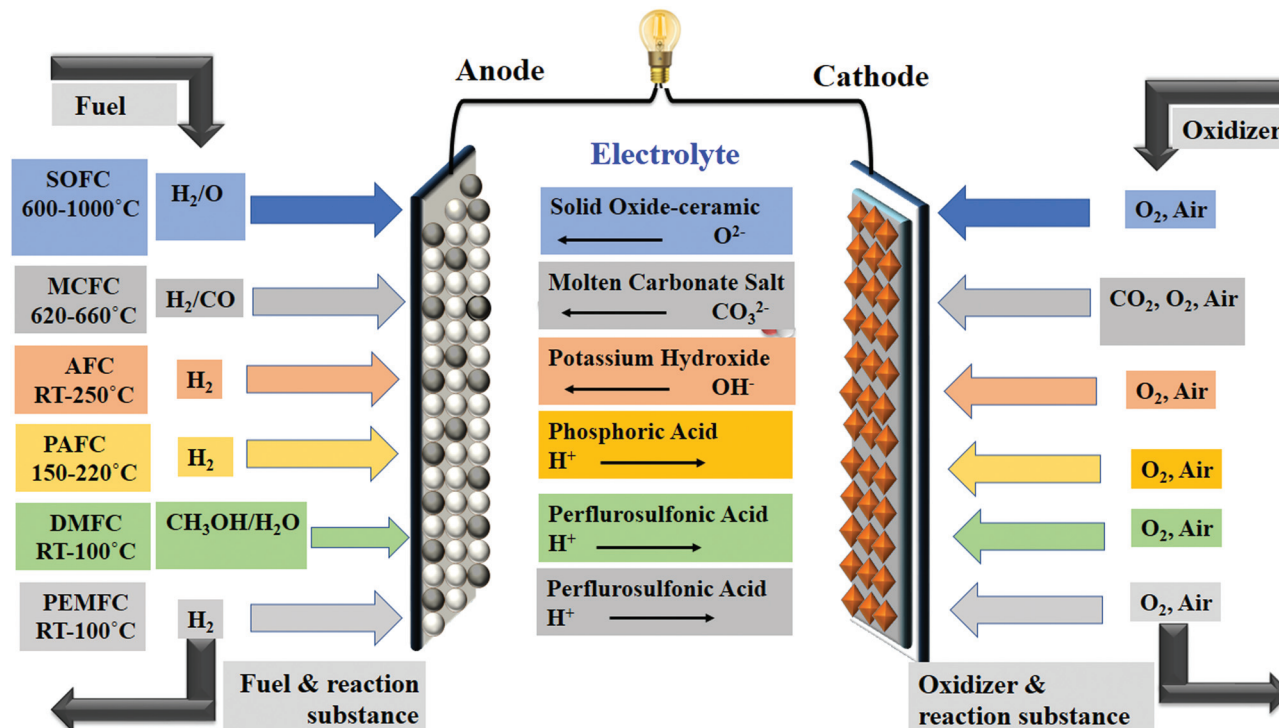 Anode
Cathode
Fuel
Oxidizer
Electrolyte
SOFC
600-1000˚C
H₂/O
Solid Oxide-ceramic
O²⁻
O₂, Air
MCFC
620-660˚C
H₂/CO
Molten Carbonate Salt
CO₃²⁻
CO₂, O₂, Air
AFC
RT-250˚C
H₂
Potassium Hydroxide
OH⁻
O₂, Air
PAFC
150-220˚C
H₂
Phosphoric Acid
H⁺
O₂, Air
DMFC
RT-100˚C
CH₃OH/H₂O
Perflurosulfonic Acid
H⁺
O₂, Air
PEMFC
RT-100˚C
H₂
Perflurosulfonic Acid
H⁺
O₂, Air
Fuel & reaction
substance
Oxidizer &
reaction substance